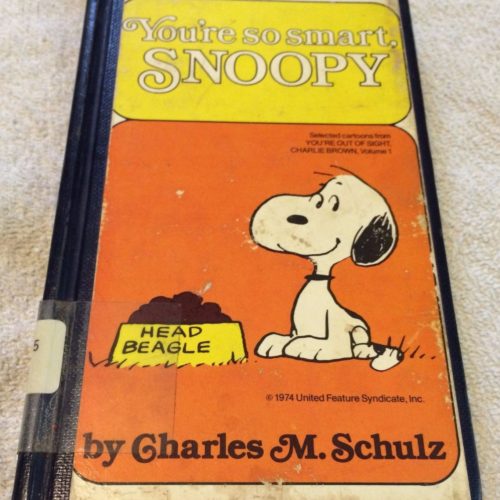 You're so smart,
SNOOPY
Selected cartoons from
YOU'RE OUT OF SIGHT,
CHARLIE BROWN, Volume 1
HEAD
BEAGLE
5
© 1974 United Feature Syndicate, Inc.
by Charles M. Schulz